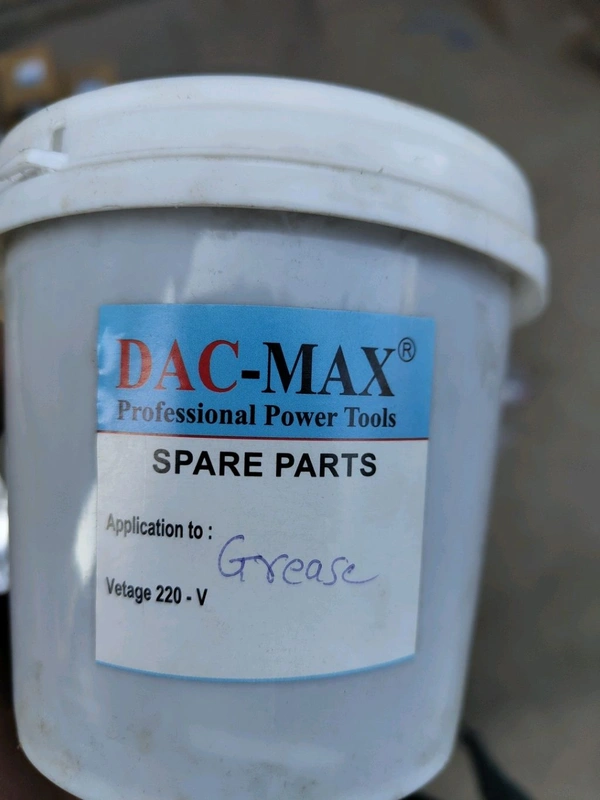 DAC-MAX®
Professional Power Tools
SPARE PARTS
Application to : Grease
Vetage 220 - V